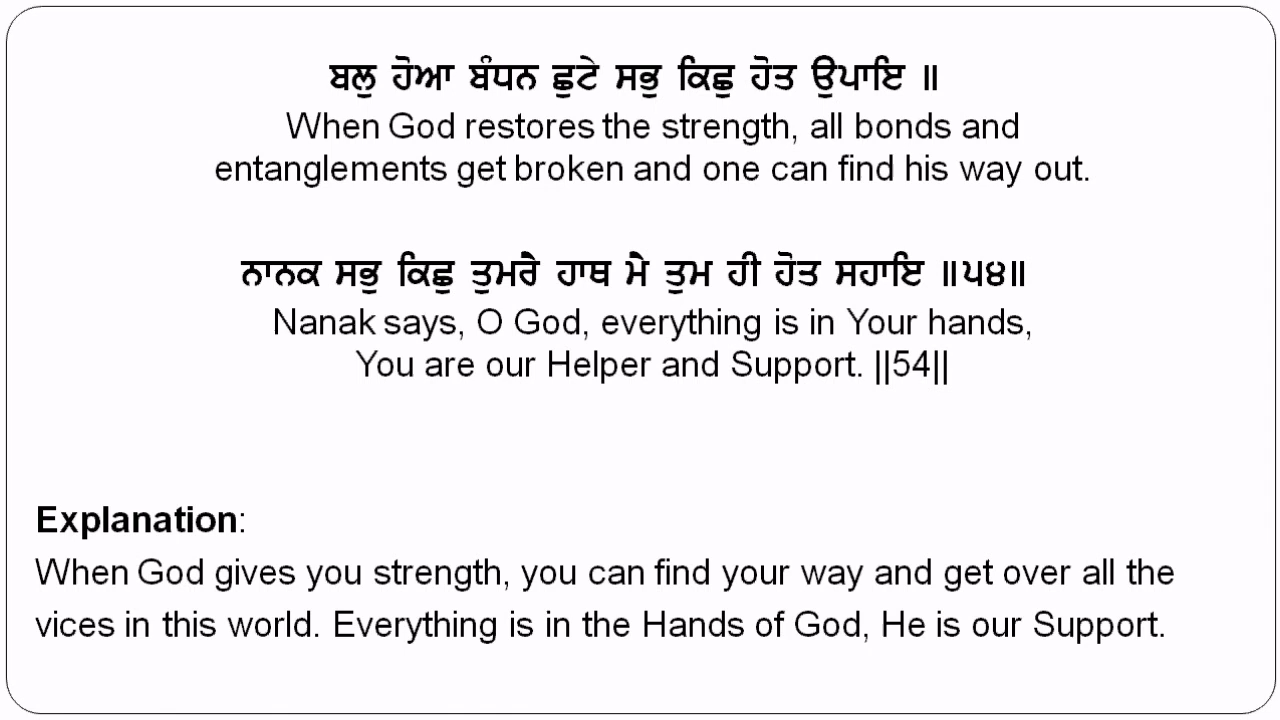 ਬਲੁ ਹੋਆ ਬੰਧਨ ਛੁਟੇ ਸਭੁ ਕਿਛੁ ਹੋਤ ਉਪਾਇ ॥
When God restores the strength, all bonds and
entanglements get broken and one can find his way out.
ਨਾਨਕ ਸਭੁ ਕਿਛੁ ਤੁਮਰੈ ਹਾਥ ਮੈ ਤੁਮ ਹੀ ਹੋਤ ਸਹਾਇ ॥੫੪॥
Nanak says, O God, everything is in Your hands,
You are our Helper and Support. ||54||
Explanation:
When God gives you strength, you can find your way and get over all the
vices in this world. Everything is in the Hands of God, He is our Support.